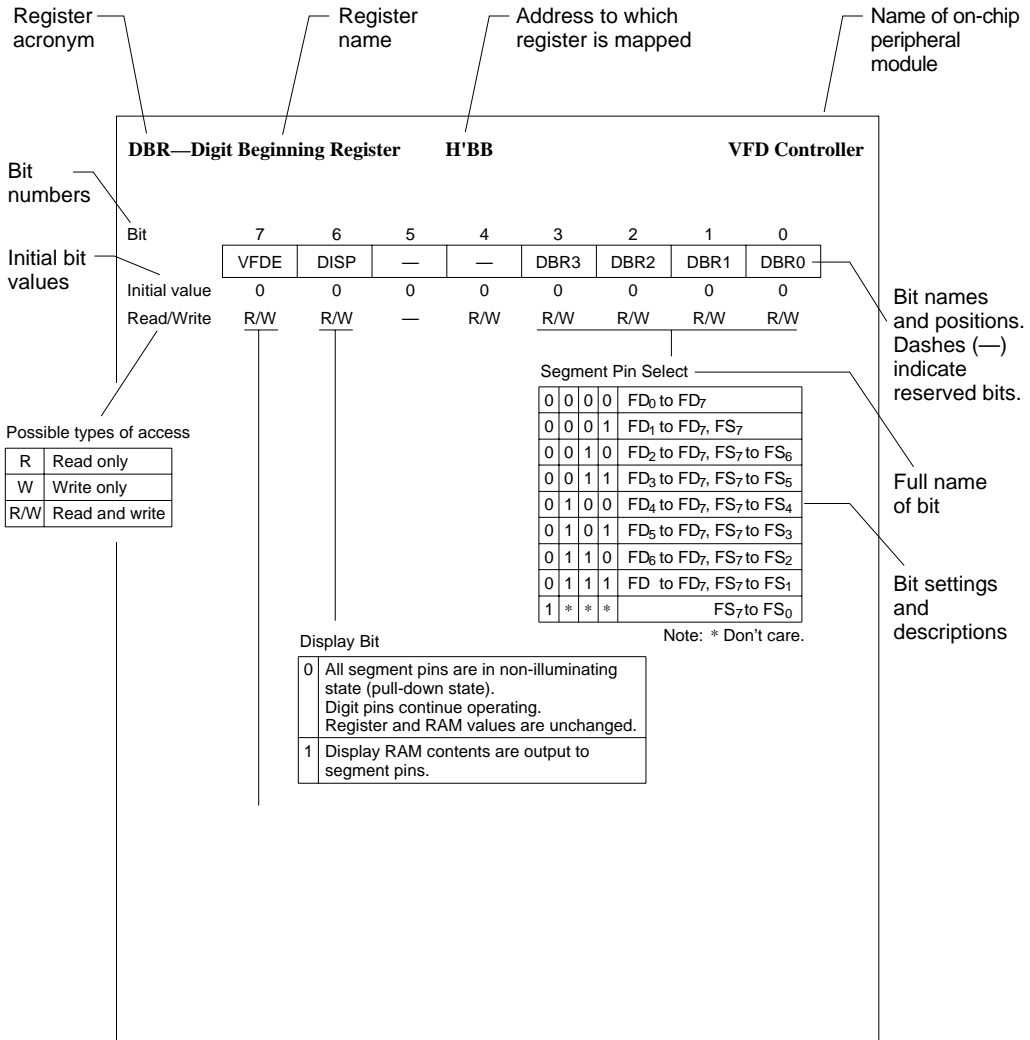 Register acronym
Register name
Address to which register is mapped
Name of on-chip peripheral module
DBR—Digit Beginning Register H'BB VFD Controller
Bit numbers
Bit 7 6 5 4 3 2 1 0
VFDE DISP — — DBR3 DBR2 DBR1 DBR0
Initial bit values
Initial value 0 0 0 0 0 0 0 0
Read/Write R/W R/W — R/W R/W R/W R/W R/W
Bit names and positions. Dashes (—) indicate reserved bits.
Segment Pin Select
0 0 0 0 FD0 to FD7
0 0 0 1 FD1 to FD7, FS7
0 0 1 0 FD2 to FD7, FS7 to FS6
0 0 1 1 FD3 to FD7, FS7 to FS5
0 1 0 0 FD4 to FD7, FS7 to FS4
0 1 0 1 FD5 to FD7, FS7 to FS3
0 1 1 0 FD6 to FD7, FS7 to FS2
0 1 1 1 FD to FD7, FS7 to FS1
1 * * * FS7 to FS0
Note: * Don't care.
Full name of bit
Bit settings and descriptions
Possible types of access
R Read only
W Write only
R/W Read and write
Display Bit
0 All segment pins are in non-illuminating
state (pull-down state).
Digit pins continue operating.
Register and RAM values are unchanged.
1 Display RAM contents are output to
segment pins.